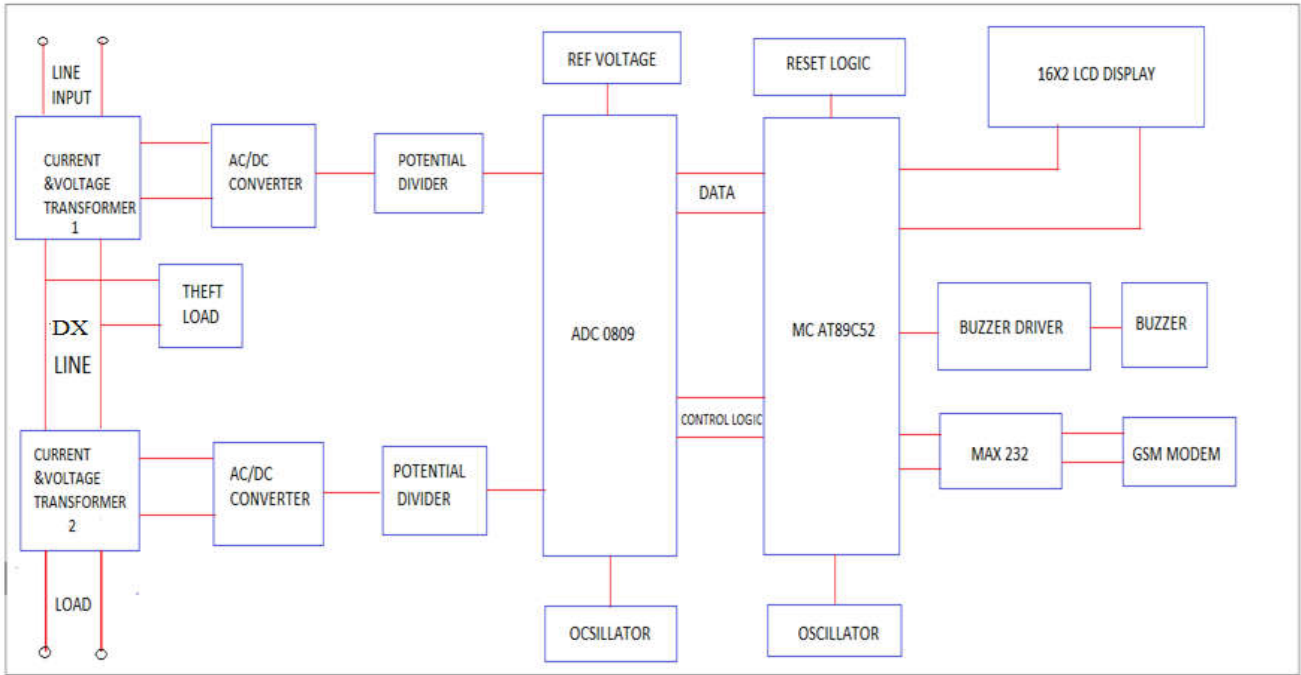 LINE
INPUT
CURRENT
&VOLTAGE
TRANSFORMER
1
AC/DC
CONVERTER
POTENTIAL
DIVIDER
REF VOLTAGE
RESET LOGIC
16X2 LCD DISPLAY
DATA
THEFT
LOAD
DX
LINE
ADC 0809
MC AT89C52
BUZZER DRIVER
BUZZER
CONTROL LOGIC
CURRENT
&VOLTAGE
TRANSFORMER
2
AC/DC
CONVERTER
POTENTIAL
DIVIDER
MAX 232
GSM MODEM
LOAD
OCSILLATOR
OSCILLATOR